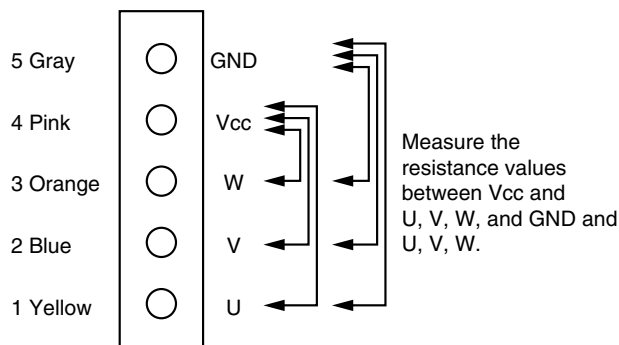 5 Gray GND
4 Pink Vcc
3 Orange W
2 Blue V
1 Yellow U
Measure the
resistance values
between Vcc and
U, V, W, and GND and
U, V, W.